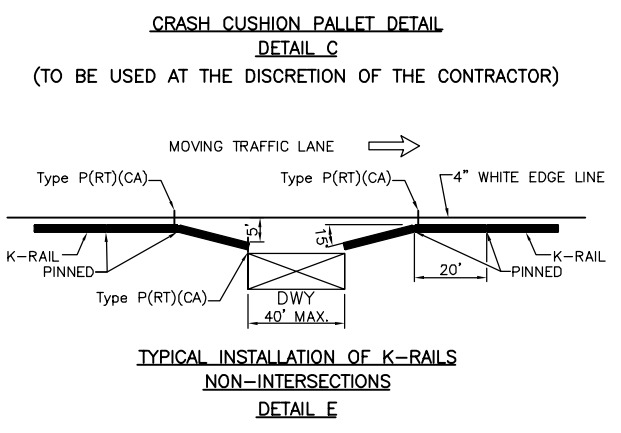 CRASH CUSHION PALLET DETAIL
DETAIL C
(TO BE USED AT THE DISCRETION OF THE CONTRACTOR)
MOVING TRAFFIC LANE
Type P(RT)(CA)
Type P(RT)(CA)
4" WHITE EDGE LINE
5'
15'
K-RAIL
PINNED
K-RAIL
PINNED
20'
Type P(RT)(CA)
DWY
40' MAX.
TYPICAL INSTALLATION OF K-RAILS
NON-INTERSECTIONS
DETAIL E